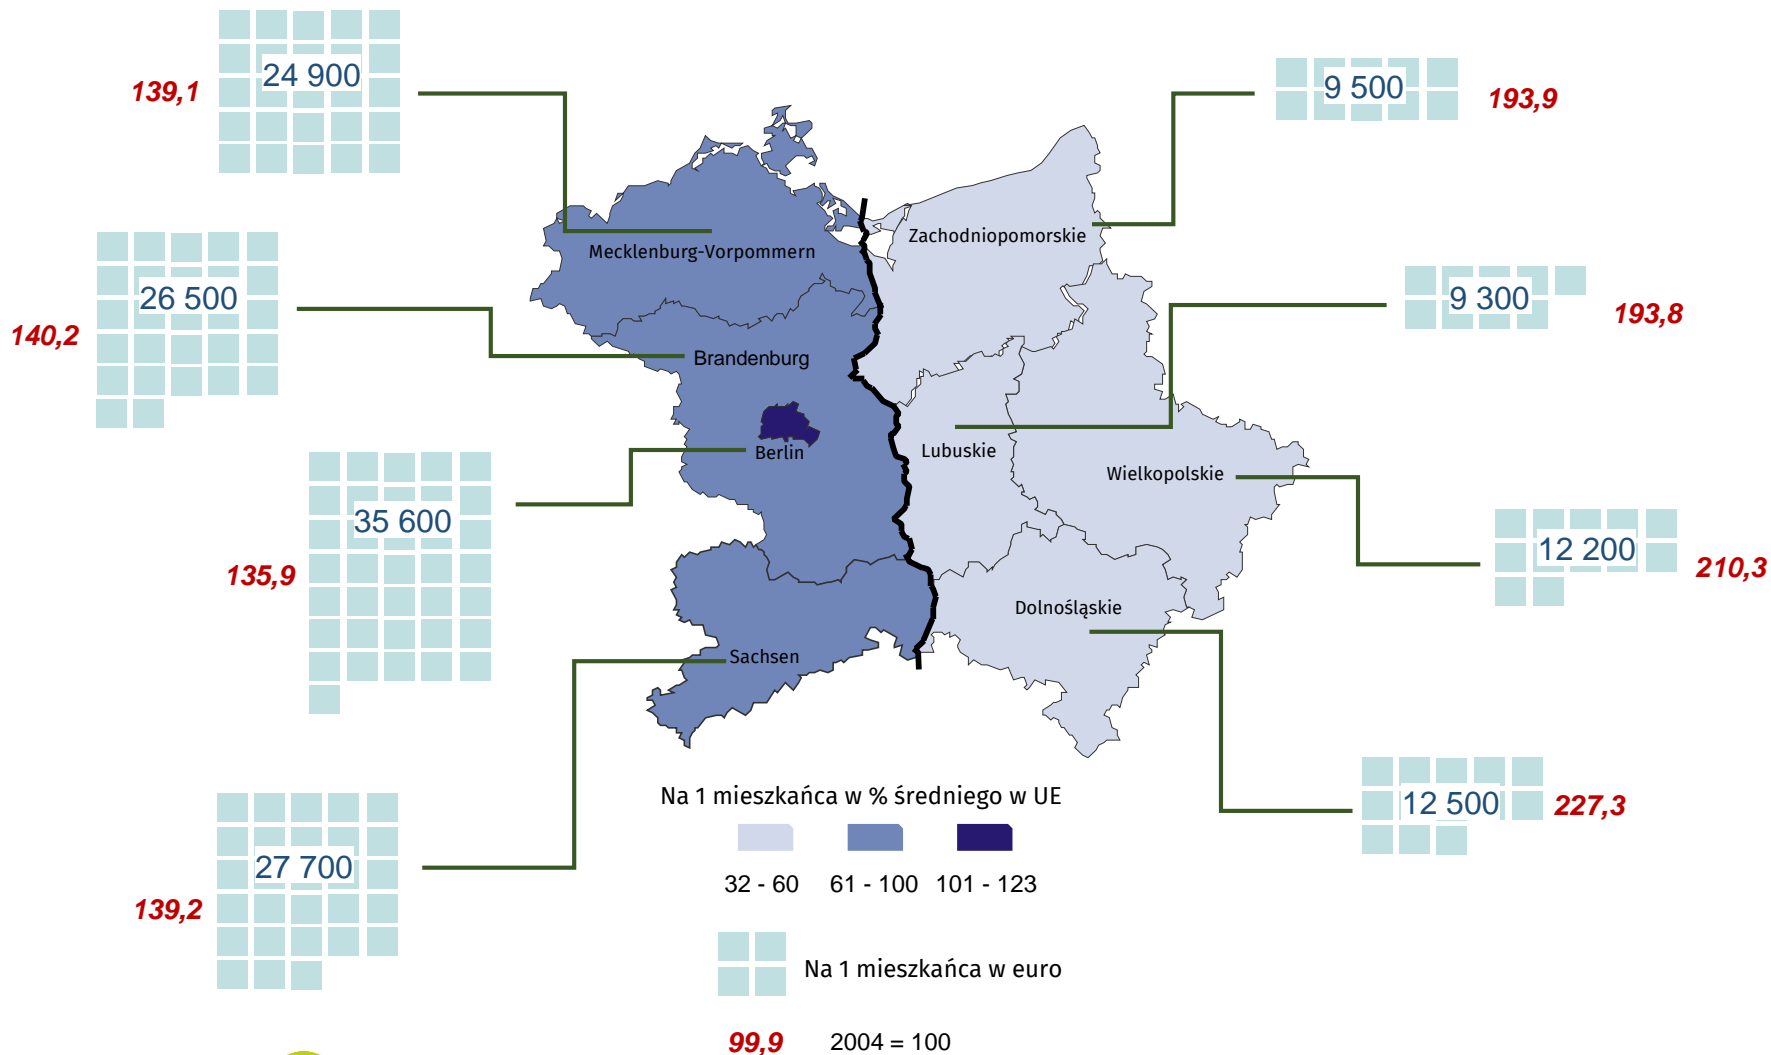 24 900
139,1
9 500
193,9
Mecklenburg-Vorpommern
Zachodniopomorskie
26 500
140,2
9 300
193,8
Brandenburg
Berlin
Lubuskie
Wielkopolskie
35 600
135,9
12 200
210,3
Dolnośląskie
Sachsen
12 500
227,3
27 700
139,2
Na 1 mieszkańca w % średniego w UE
32 - 60 61 - 100 101 - 123
Na 1 mieszkańca w euro
99,9 2004 = 100